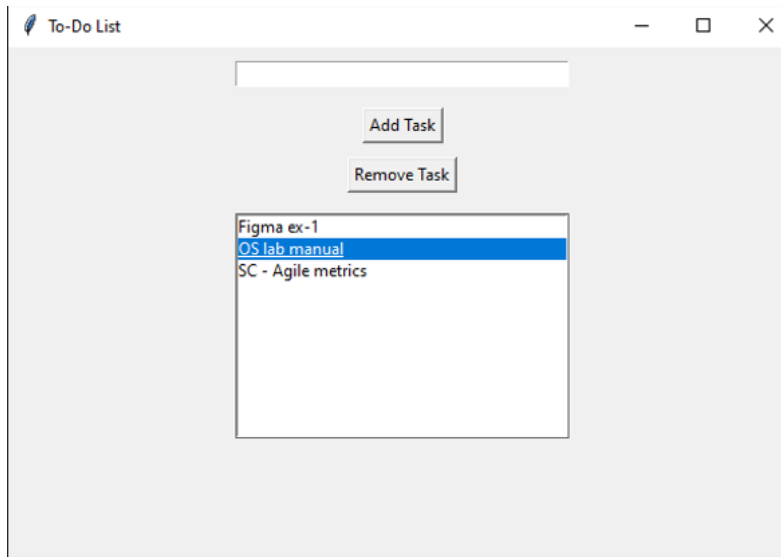 To-Do List
Add Task
Remove Task
Figma ex-1
OS lab manual
SC - Agile metrics